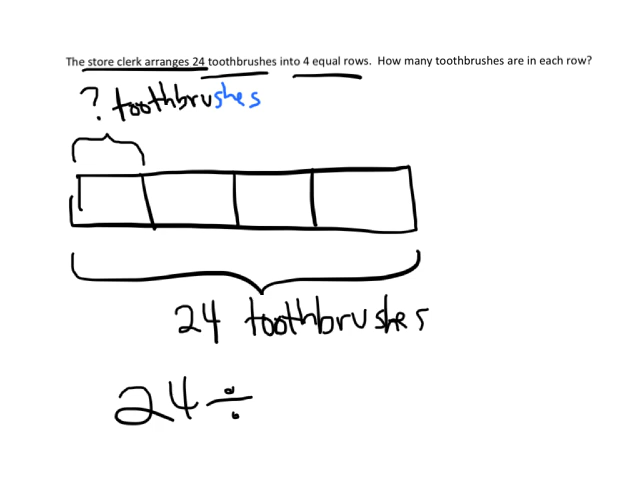 The store clerk arranges 24 toothbrushes into 4 equal rows. How many toothbrushes are in each row?
? toothbrushes
24 toothbrushes
24 ÷